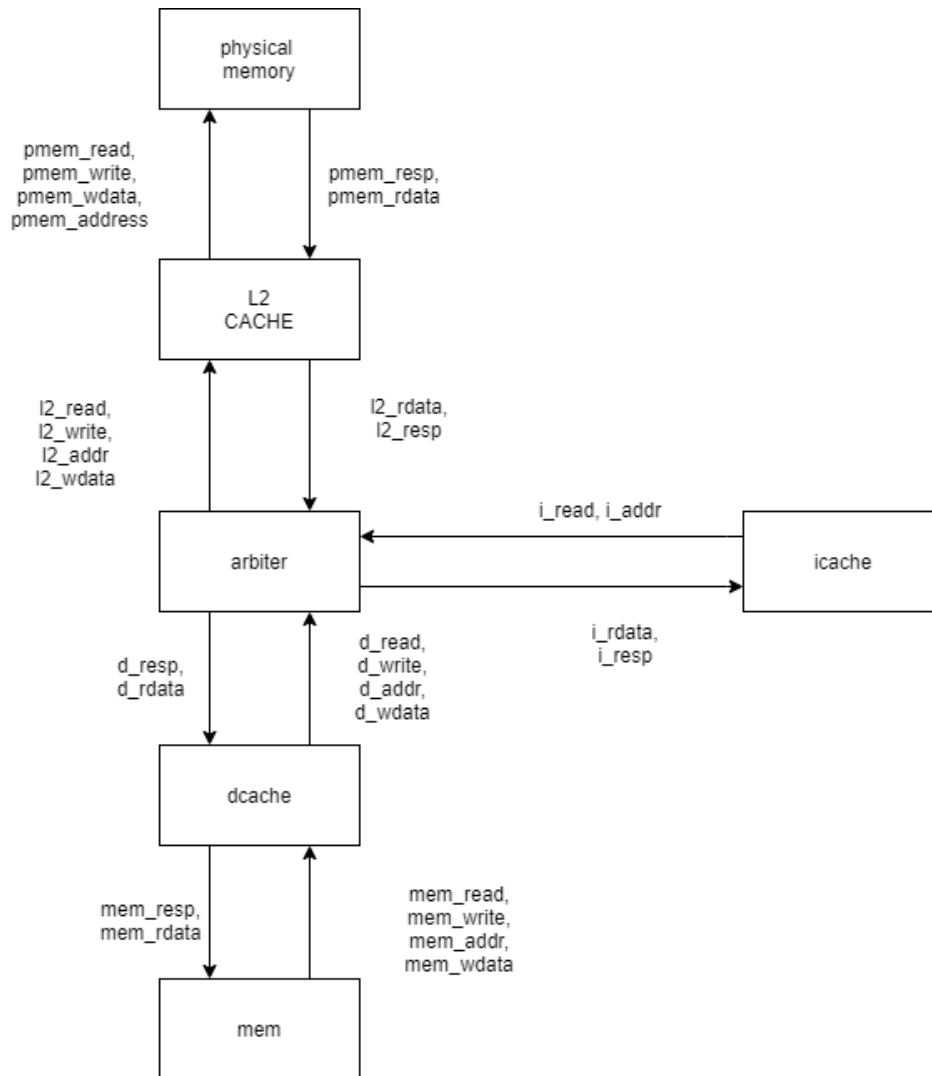 physical
memory
pmem_read,
pmem_write,
pmem_wdata,
pmem_address
pmem_resp,
pmem_rdata
L2
CACHE
l2_read,
l2_write,
l2_addr
l2_wdata
l2_rdata,
l2_resp
i_read, i_addr
arbiter
icache
i_rdata,
i_resp
d_resp,
d_rdata
d_read,
d_write,
d_addr,
d_wdata
dcache
mem_resp,
mem_rdata
mem_read,
mem_write,
mem_addr,
mem_wdata
mem